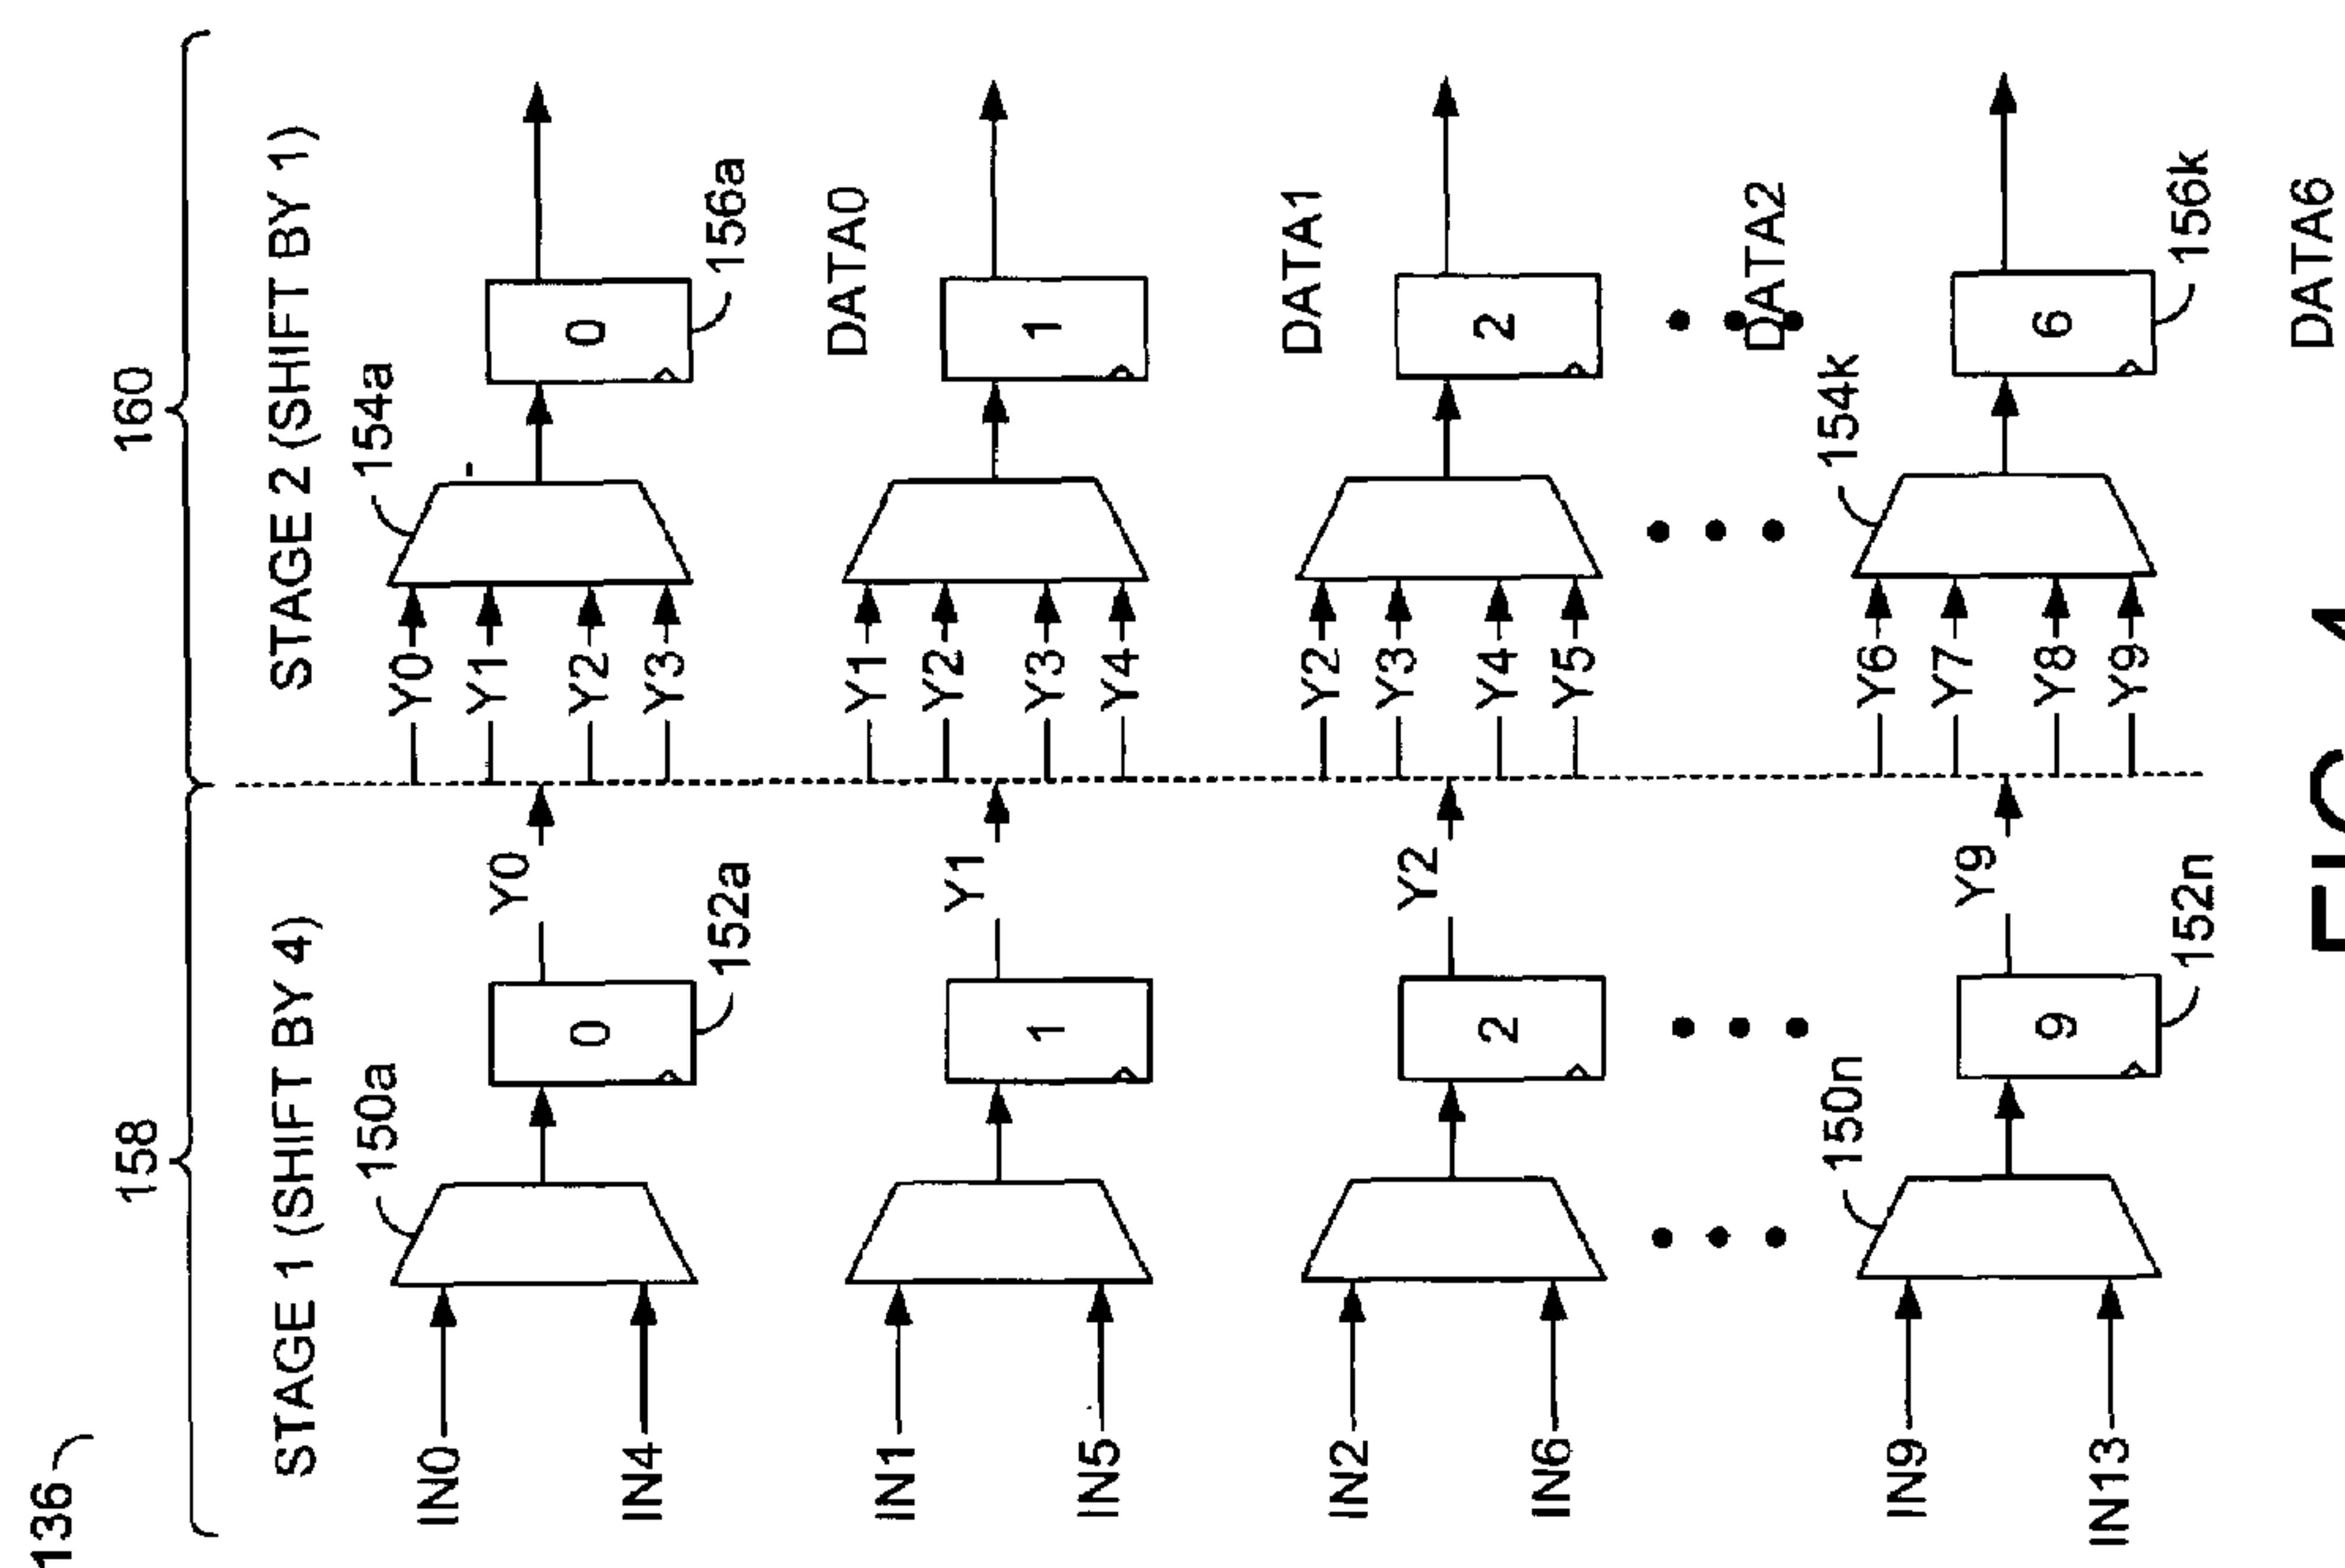 136
158
160
STAGE 1 (SHIFT BY 4)
STAGE 2 (SHIFT BY 1)
150a
154a
IN0
Y0
Y0
0
0
Y1
Y2
IN4
Y3
152a
156a
DATA0
IN1
Y1
Y1
1
1
Y2
Y3
IN5
Y4
DATA1
IN2
Y2
Y2
2
2
Y3
Y4
IN6
Y5
DATA2
150n
154k
IN9
Y9
Y6
9
6
Y7
Y8
IN13
Y9
152n
156k
DATA6